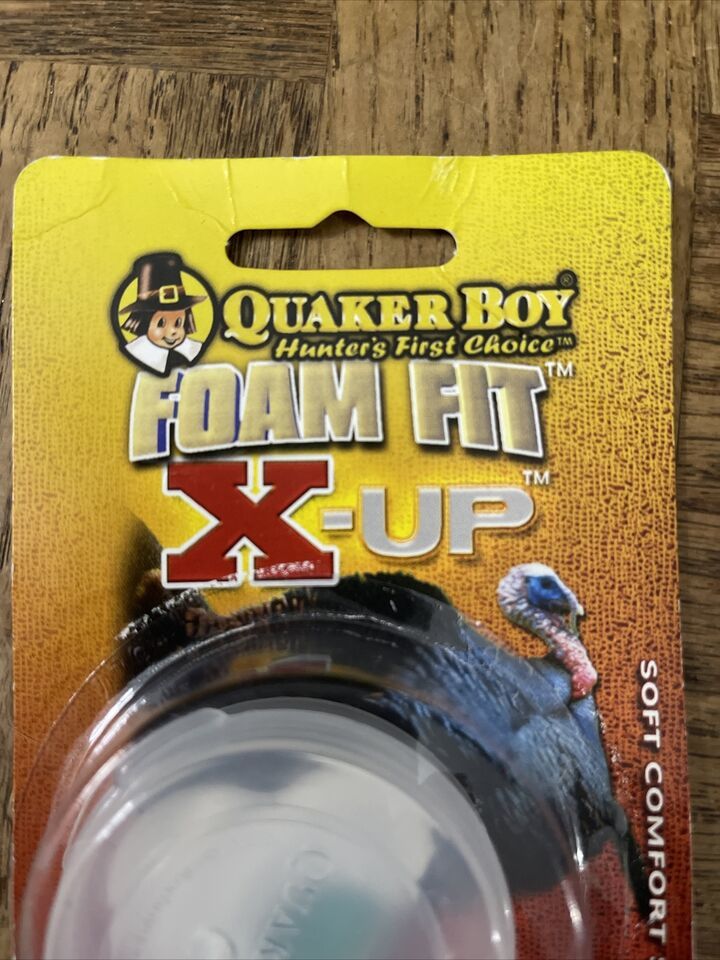 QUAKER BOY®
Hunter's First Choice™
FOAM FIT™
X-UP™
SOFT COMFORT